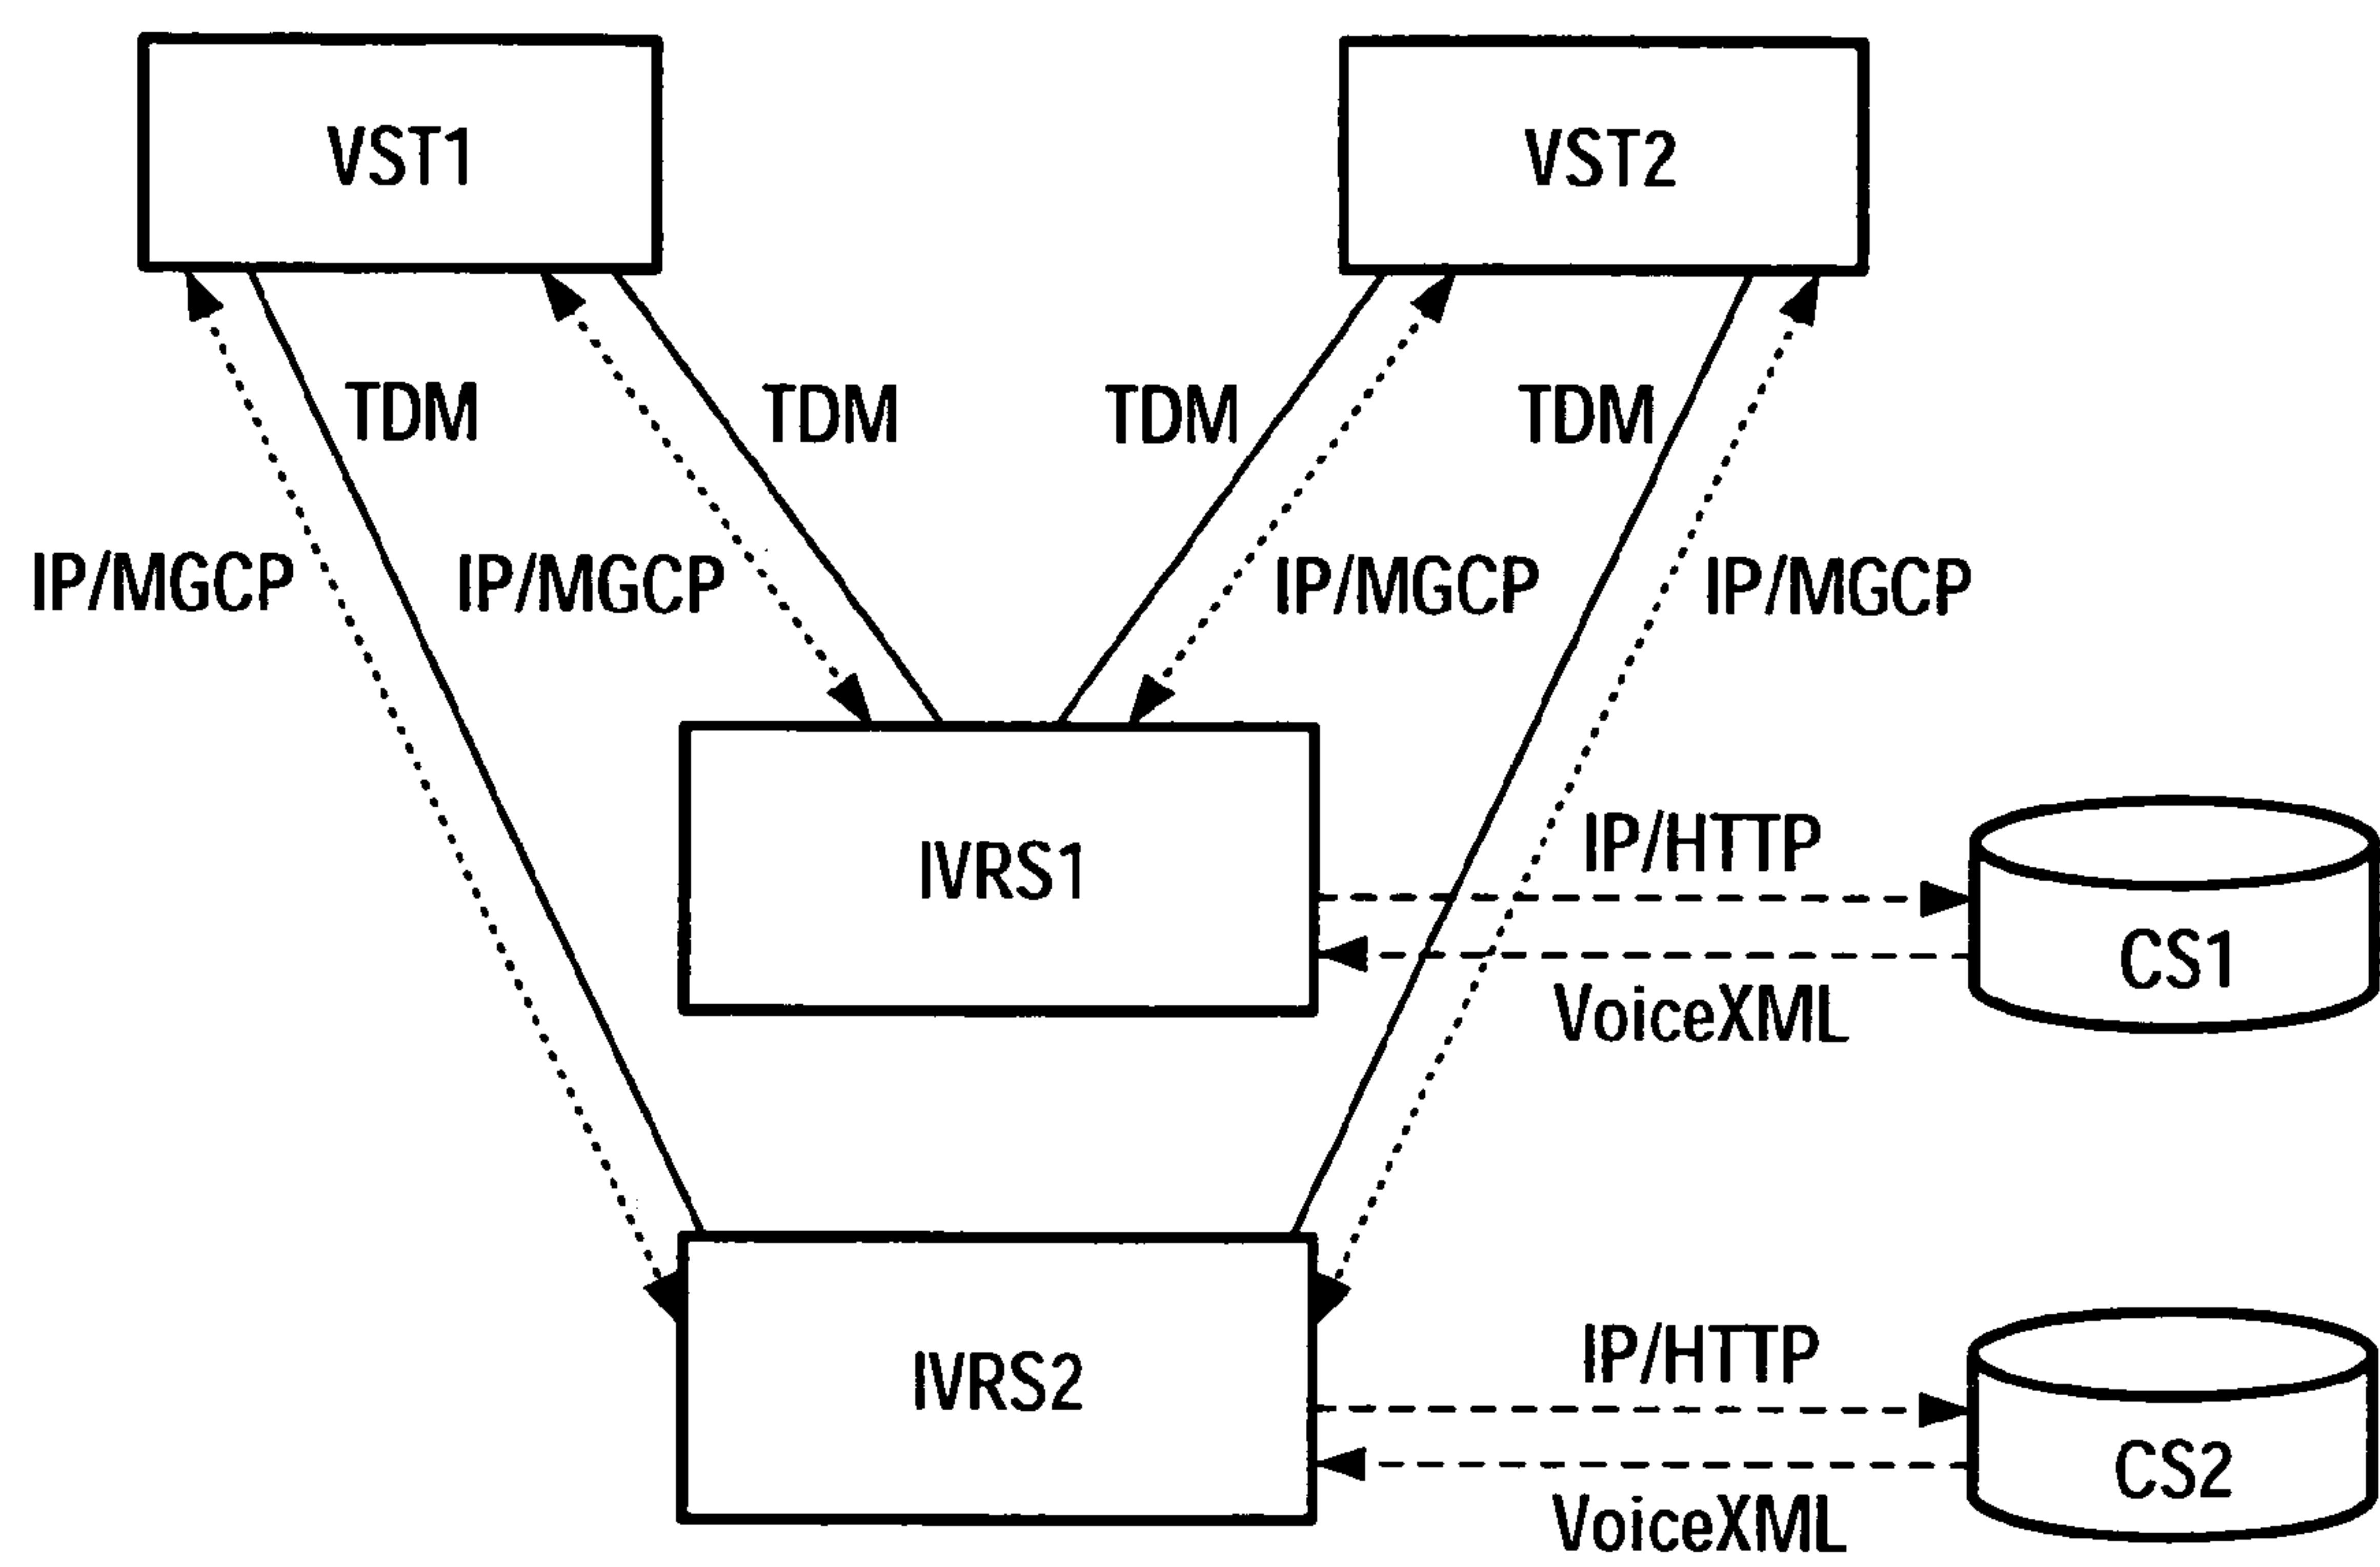 VST1
VST2
TDM
TDM
TDM
TDM
IP/MGCP
IP/MGCP
IP/MGCP
IP/MGCP
IVRS1
IP/HTTP
CS1
VoiceXML
IVRS2
IP/HTTP
CS2
VoiceXML